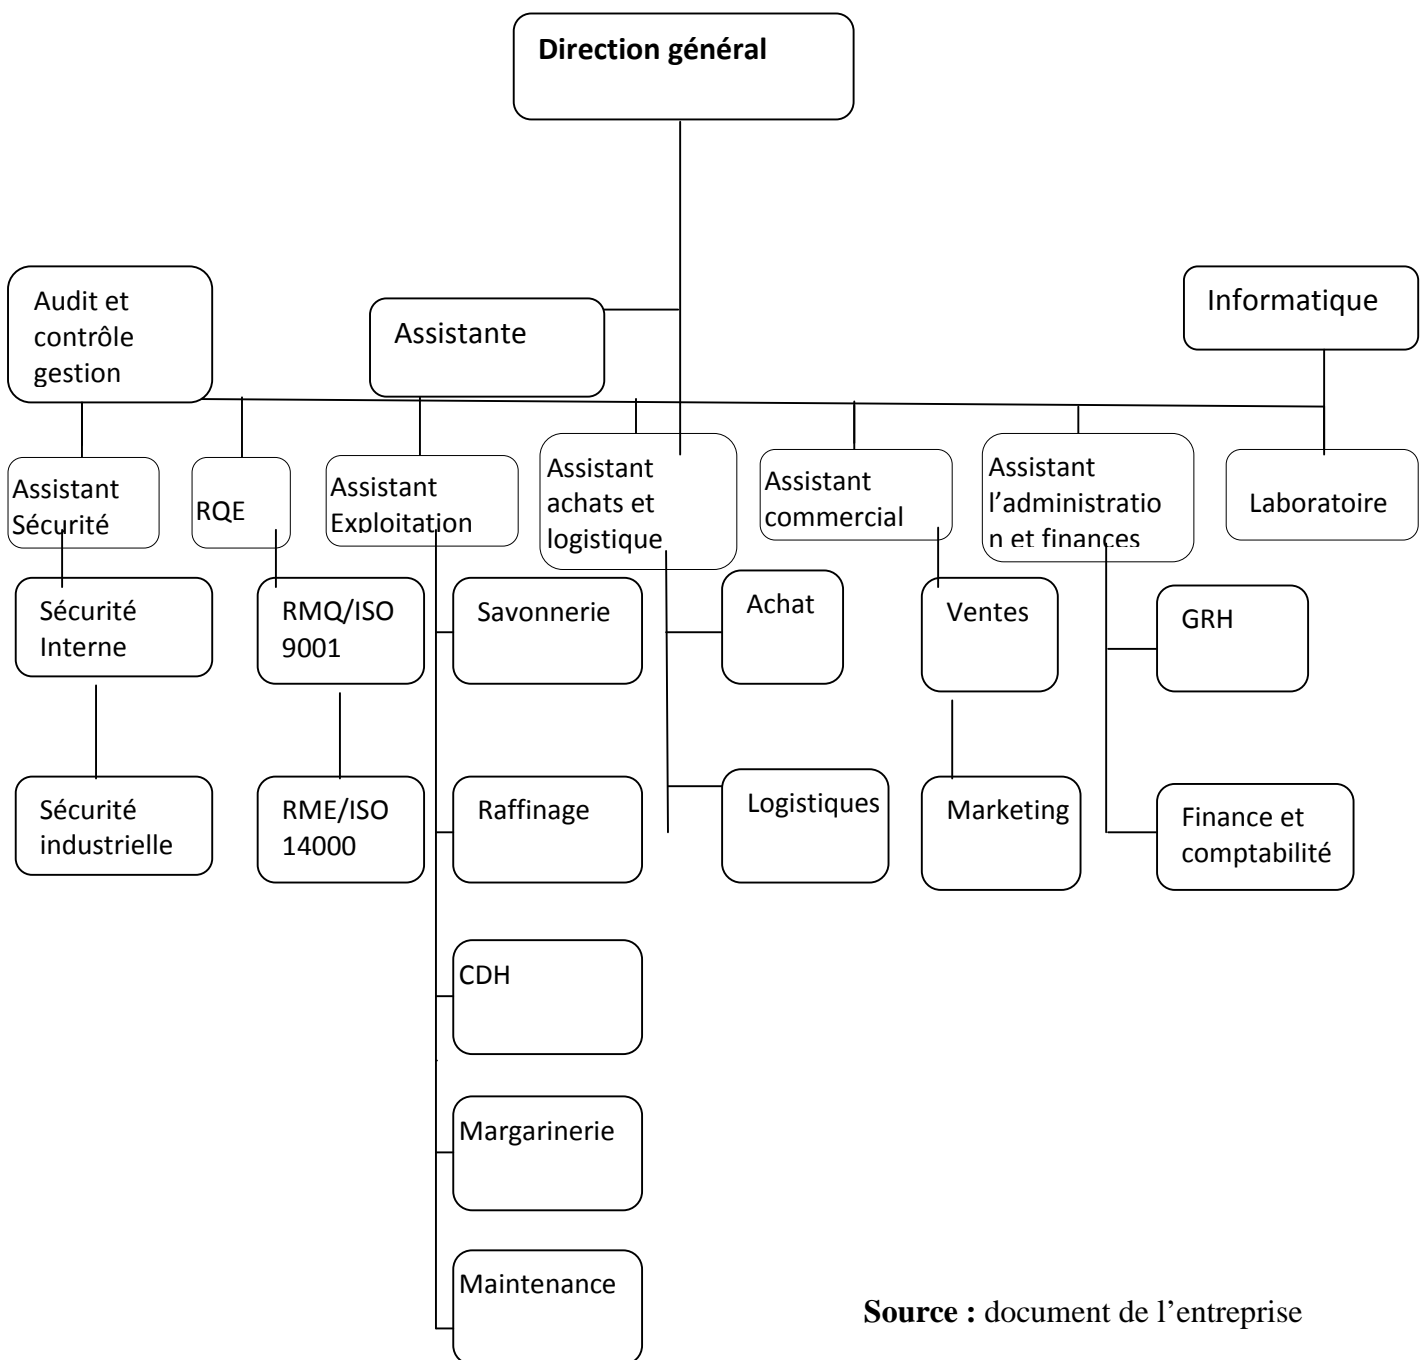 Direction général
Audit et
contrôle
gestion
Assistante
Informatique
Assistant
Sécurité
RQE
Assistant
Exploitation
Assistant
achats et
logistique
Assistant
commercial
Assistant
l’administratio
n et finances
Laboratoire
Sécurité
Interne
RMQ/ISO
9001
Savonnerie
Achat
Ventes
GRH
Sécurité
industrielle
RME/ISO
14000
Raffinage
Logistiques
Marketing
Finance et
comptabilité
CDH
Margarinerie
Maintenance
Source : document de l’entreprise